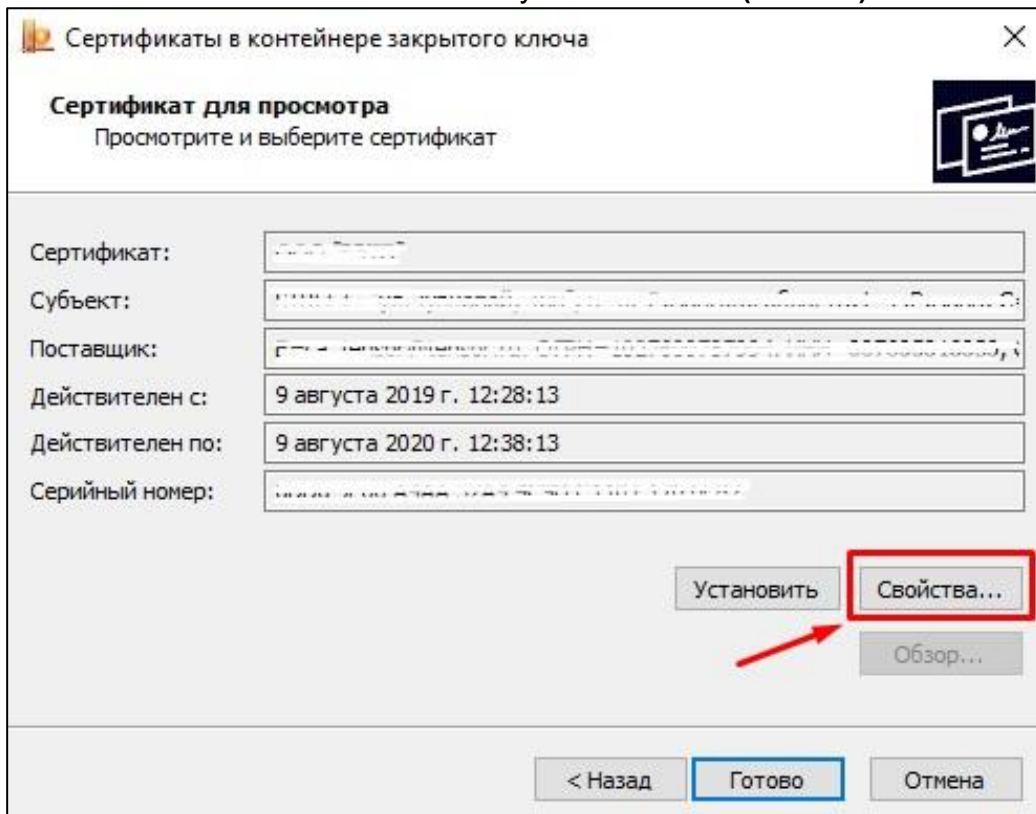 Сертификаты в контейнере закрытого ключа
Сертификат для просмотра
Просмотрите и выберите сертификат
Сертификат:
Субъект:
Поставщик:
Действителен с: 9 августа 2019 г. 12:28:13
Действителен по: 9 августа 2020 г. 12:38:13
Серийный номер:
Установить Свойства...
Обзор...
< Назад Готово Отмена